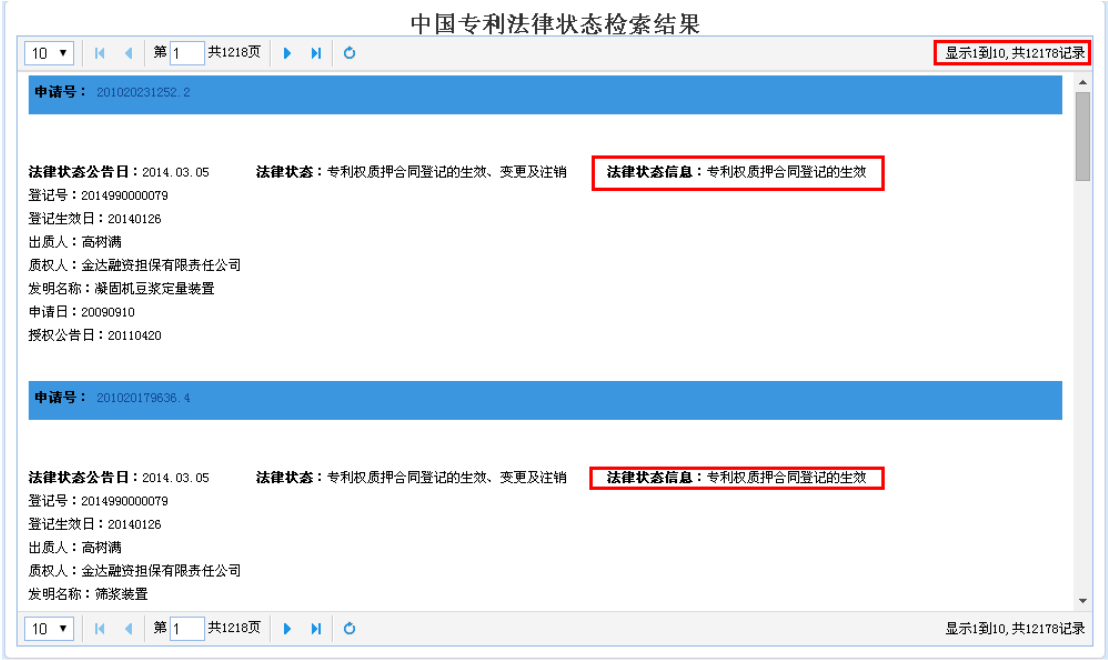 中国专利法律状态检索结果
10 第 1 共1218页 显示1到10,共12178记录
申请号： 201020231252.2
法律状态公告日：2014.03.05 法律状态：专利权质押合同登记的生效、变更及注销 法律状态信息：专利权质押合同登记的生效
登记号：2014990000079
登记生效日：20140126
出质人：高树满
质权人：金达融资担保有限责任公司
发明名称：凝固机豆浆定量装置
申请日：20090910
授权公告日：20110420
申请号： 201020179636.4
法律状态公告日：2014.03.05 法律状态：专利权质押合同登记的生效、变更及注销 法律状态信息：专利权质押合同登记的生效
登记号：2014990000079
登记生效日：20140126
出质人：高树满
质权人：金达融资担保有限责任公司
发明名称：筛浆装置
10 第 1 共1218页 显示1到10,共12178记录